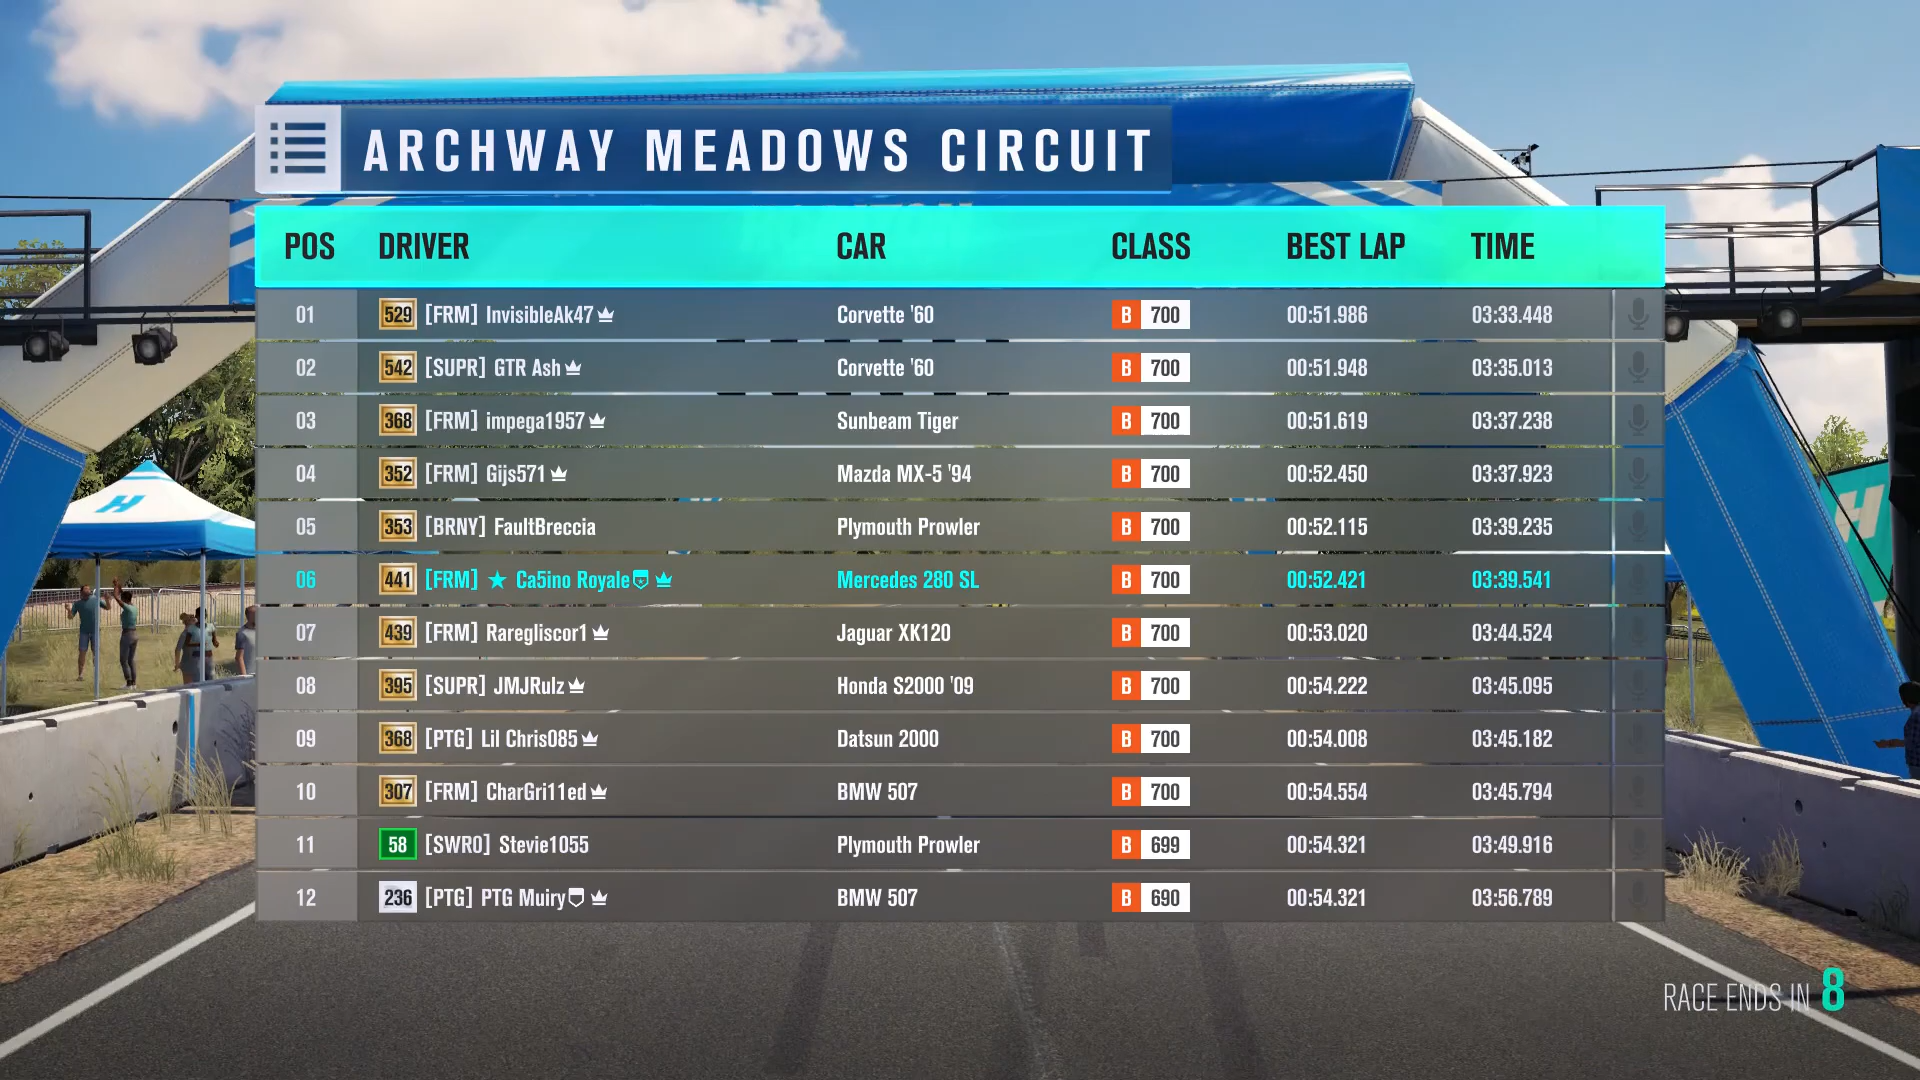 ARCHWAY MEADOWS CIRCUIT
POS DRIVER CAR CLASS BEST LAP TIME
01 529 [FRM] InvisibleAk47 Corvette '60 B 700 00:51.986 03:33.448
02 542 [SUPR] GTR Ash Corvette '60 B 700 00:51.948 03:35.013
03 368 [FRM] impega1957 Sunbeam Tiger B 700 00:51.619 03:37.238
04 352 [FRM] Gijs571 Mazda MX-5 '94 B 700 00:52.450 03:37.923
05 353 [BRNY] FaultBreccia Plymouth Prowler B 700 00:52.115 03:39.235
06 441 [FRM] ★ Ca5ino Royale Mercedes 280 SL B 700 00:52.421 03:39.541
07 439 [FRM] Raregliscor1 Jaguar XK120 B 700 00:53.020 03:44.524
08 395 [SUPR] JMJRulz Honda S2000 '09 B 700 00:54.222 03:45.095
09 368 [PTG] Lil Chris085 Datsun 2000 B 700 00:54.008 03:45.182
10 307 [FRM] CharGri11ed BMW 507 B 700 00:54.554 03:45.794
11 58 [SWRO] Stevie1055 Plymouth Prowler B 699 00:54.321 03:49.916
12 236 [PTG] PTG Muiry BMW 507 B 690 00:54.321 03:56.789
RACE ENDS IN 8
H
H